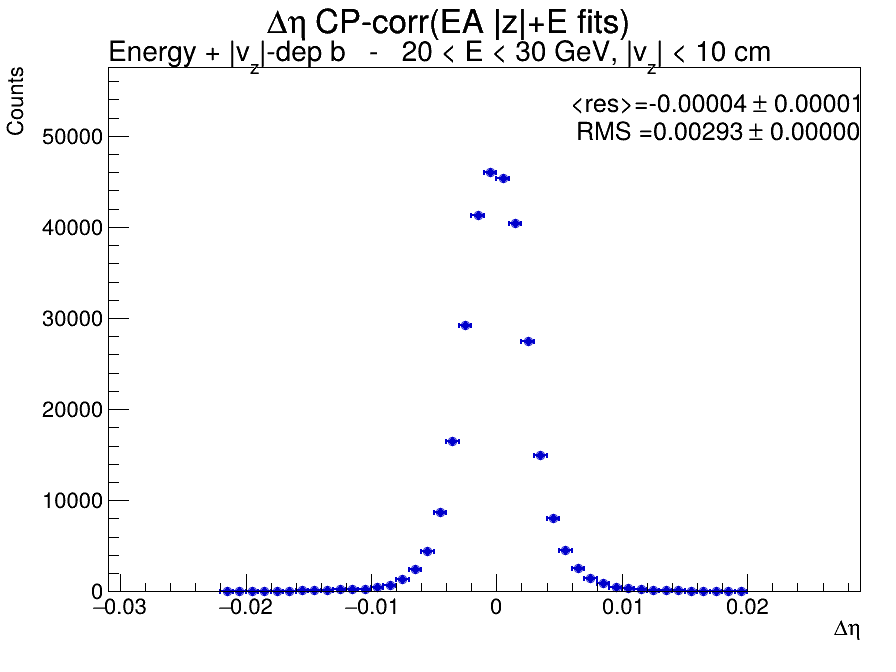 Δη CP-corr(EA |z|+E fits)
Energy + |vz|-dep b - 20 < E < 30 GeV, |vz| < 10 cm
Counts
<res>=-0.00004 ± 0.00001
RMS =0.00293 ± 0.00000
50000
40000
30000
20000
10000
0
−0.03 −0.02 −0.01 0 0.01 0.02
Δη